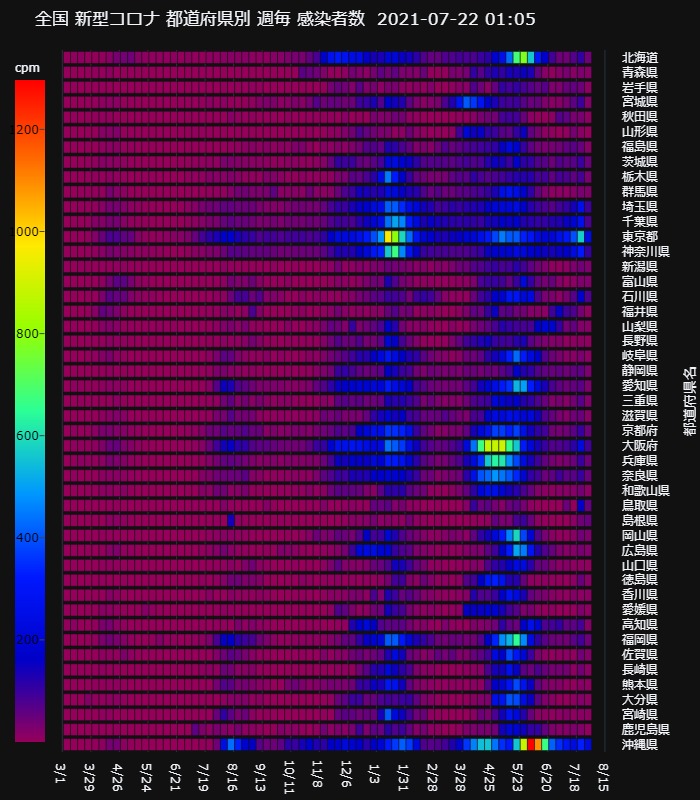 全国 新型コロナ 都道府県別 週毎 感染者数 2021-07-22 01:05
cpm
1200
1000
800
600
400
200
北海道
青森県
岩手県
宮城県
秋田県
山形県
福島県
茨城県
栃木県
群馬県
埼玉県
千葉県
東京都
神奈川県
新潟県
富山県
石川県
福井県
山梨県
長野県
岐阜県
静岡県
愛知県
三重県
滋賀県
京都府
大阪府
兵庫県
奈良県
和歌山県
鳥取県
島根県
岡山県
広島県
山口県
徳島県
香川県
愛媛県
高知県
福岡県
佐賀県
長崎県
熊本県
大分県
宮崎県
鹿児島県
沖縄県
都道府県名
3/1 3/29 4/26 5/24 6/21 7/19 8/16 9/13 10/11 11/8 12/6 1/3 1/31 2/28 3/28 4/25 5/23 6/20 7/18 8/15